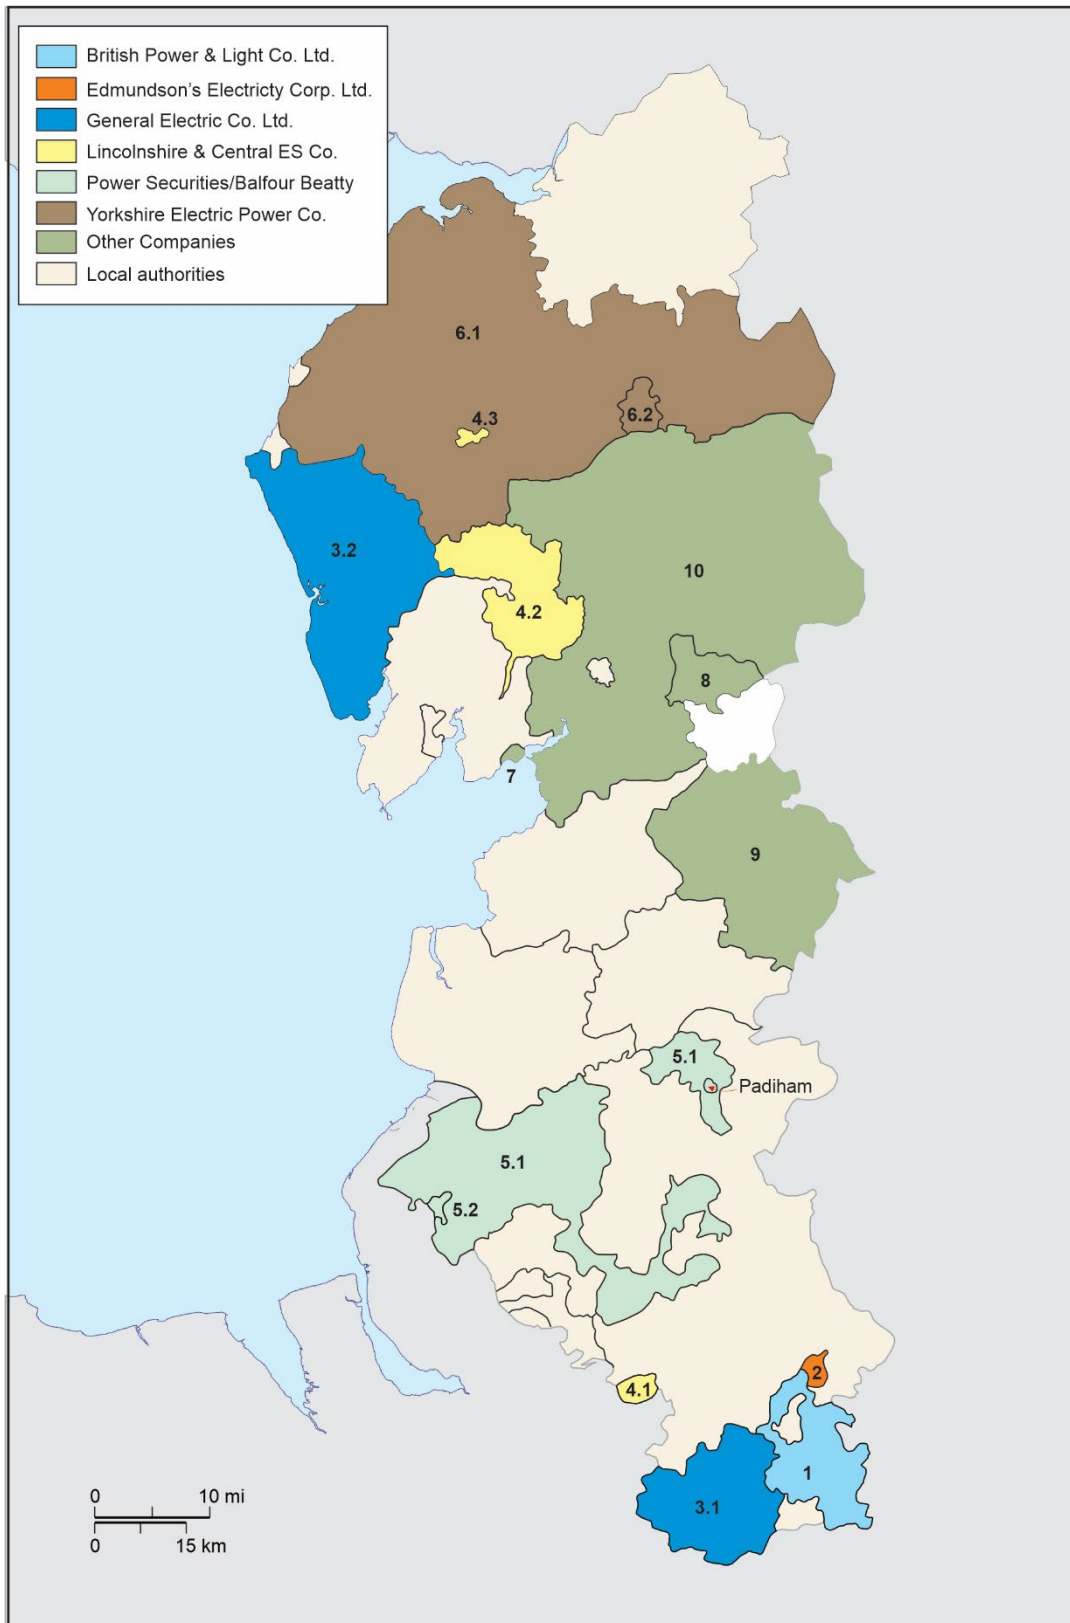 British Power & Light Co. Ltd.
Edmundson's Electricty Corp. Ltd.
General Electric Co. Ltd.
Lincolnshire & Central ES Co.
Power Securities/Balfour Beatty
Yorkshire Electric Power Co.
Other Companies
Local authorities
6.1
4.3
6.2
3.2
10
4.2
8
7
9
5.1
Padiham
5.1
5.2
2
4.1
1
3.1
0 10 mi
0 15 km